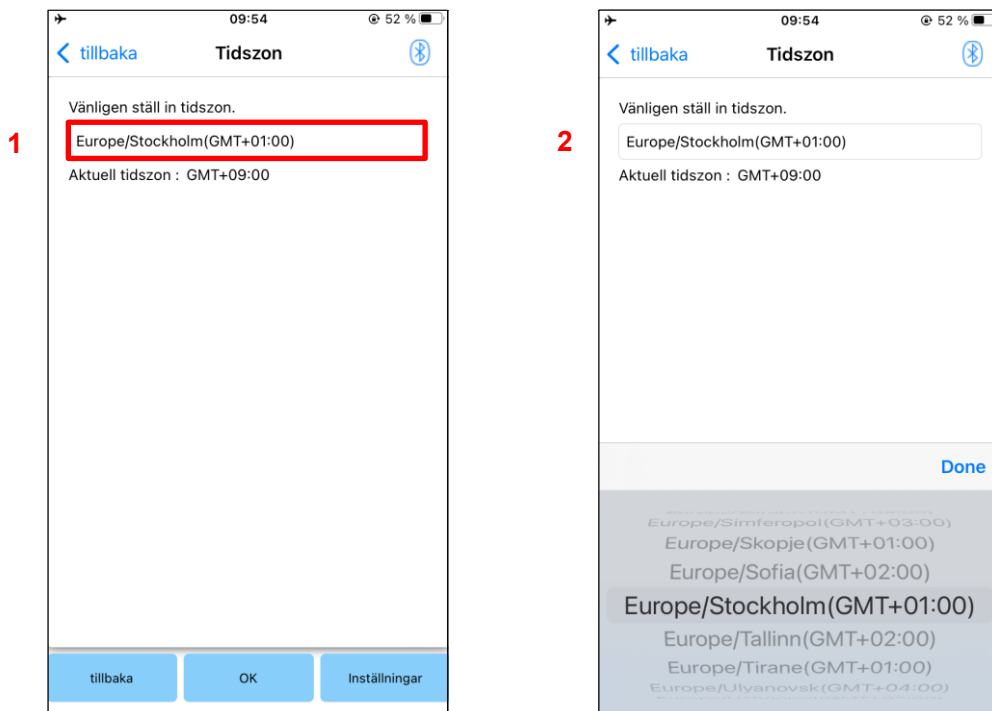 09:54 52 %
tillbaka Tidszon
Vänligen ställ in tidszon.
1
Europe/Stockholm(GMT+01:00)
Aktuell tidszon : GMT+09:00
tillbaka OK Inställningar
09:54 52 %
tillbaka Tidszon
Vänligen ställ in tidszon.
2
Europe/Stockholm(GMT+01:00)
Aktuell tidszon : GMT+09:00
Done
Europe/Simferopol(GMT+03:00)
Europe/Skopje(GMT+01:00)
Europe/Sofia(GMT+02:00)
Europe/Stockholm(GMT+01:00)
Europe/Tallinn(GMT+02:00)
Europe/Tirane(GMT+01:00)
Europe/Ulyanovsk(GMT+04:00)